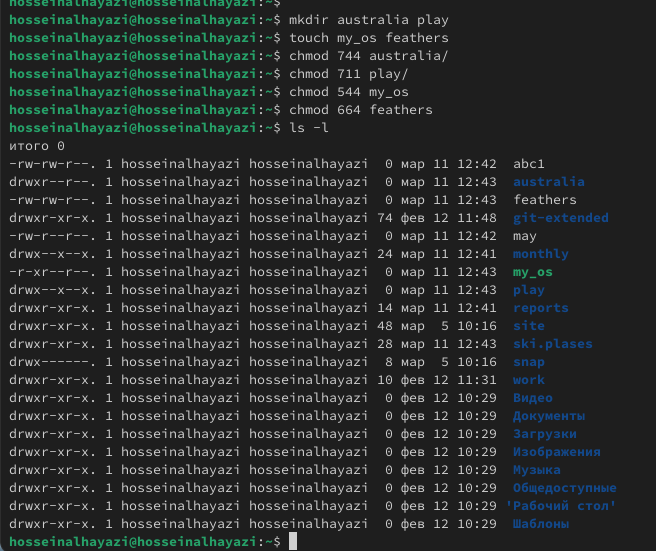 hosseinalhayazi@hosseinalhayazi:~$
hosseinalhayazi@hosseinalhayazi:~$ mkdir australia play
hosseinalhayazi@hosseinalhayazi:~$ touch my_os feathers
hosseinalhayazi@hosseinalhayazi:~$ chmod 744 australia/
hosseinalhayazi@hosseinalhayazi:~$ chmod 711 play/
hosseinalhayazi@hosseinalhayazi:~$ chmod 544 my_os
hosseinalhayazi@hosseinalhayazi:~$ chmod 664 feathers
hosseinalhayazi@hosseinalhayazi:~$ ls -l
итого 0
-rw-rw-r--. 1 hosseinalhayazi hosseinalhayazi  0 мар 11 12:42  abc1
drwxr--r--. 1 hosseinalhayazi hosseinalhayazi  0 мар 11 12:43  australia
-rw-rw-r--. 1 hosseinalhayazi hosseinalhayazi  0 мар 11 12:43  feathers
drwxr-xr-x. 1 hosseinalhayazi hosseinalhayazi 74 фев 12 11:48  git-extended
-rw-r--r--. 1 hosseinalhayazi hosseinalhayazi  0 мар 11 12:42  may
drwx--x--x. 1 hosseinalhayazi hosseinalhayazi 24 мар 11 12:41  monthly
-r-xr--r--. 1 hosseinalhayazi hosseinalhayazi  0 мар 11 12:43  my_os
drwx--x--x. 1 hosseinalhayazi hosseinalhayazi  0 мар 11 12:43  play
drwxr-xr-x. 1 hosseinalhayazi hosseinalhayazi 14 мар 11 12:41  reports
drwxr-xr-x. 1 hosseinalhayazi hosseinalhayazi 48 мар  5 10:16  site
drwxr-xr-x. 1 hosseinalhayazi hosseinalhayazi 28 мар 11 12:43  ski.plases
drwx------. 1 hosseinalhayazi hosseinalhayazi  8 мар  5 10:16  snap
drwxr-xr-x. 1 hosseinalhayazi hosseinalhayazi 10 фев 12 11:31  work
drwxr-xr-x. 1 hosseinalhayazi hosseinalhayazi  0 фев 12 10:29  Видео
drwxr-xr-x. 1 hosseinalhayazi hosseinalhayazi  0 фев 12 10:29  Документы
drwxr-xr-x. 1 hosseinalhayazi hosseinalhayazi  0 фев 12 10:29  Загрузки
drwxr-xr-x. 1 hosseinalhayazi hosseinalhayazi  0 фев 12 10:29  Изображения
drwxr-xr-x. 1 hosseinalhayazi hosseinalhayazi  0 фев 12 10:29  Музыка
drwxr-xr-x. 1 hosseinalhayazi hosseinalhayazi  0 фев 12 10:29  Общедоступные
drwxr-xr-x. 1 hosseinalhayazi hosseinalhayazi  0 фев 12 10:29 'Рабочий стол'
drwxr-xr-x. 1 hosseinalhayazi hosseinalhayazi  0 фев 12 10:29  Шаблоны
hosseinalhayazi@hosseinalhayazi:~$